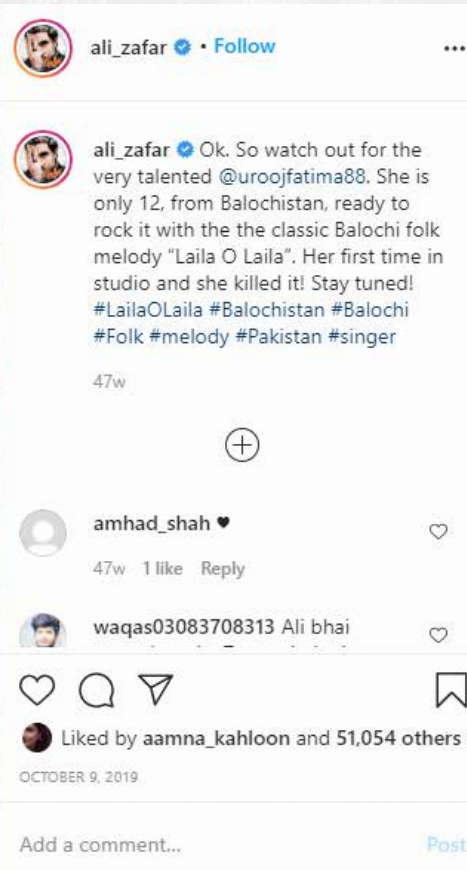 ali_zafar • Follow
ali_zafar Ok. So watch out for the
very talented @uroojfatima88. She is
only 12, from Balochistan, ready to
rock it with the the classic Balochi folk
melody “Laila O Laila”. Her first time in
studio and she killed it! Stay tuned!
#LailaOLaila #Balochistan #Balochi
#Folk #melody #Pakistan #singer
47w
amhad_shah ♥
47w 1 like Reply
waqas03083708313 Ali bhai
Liked by aamna_kahloon and 51,054 others
OCTOBER 9, 2019
Add a comment... Post